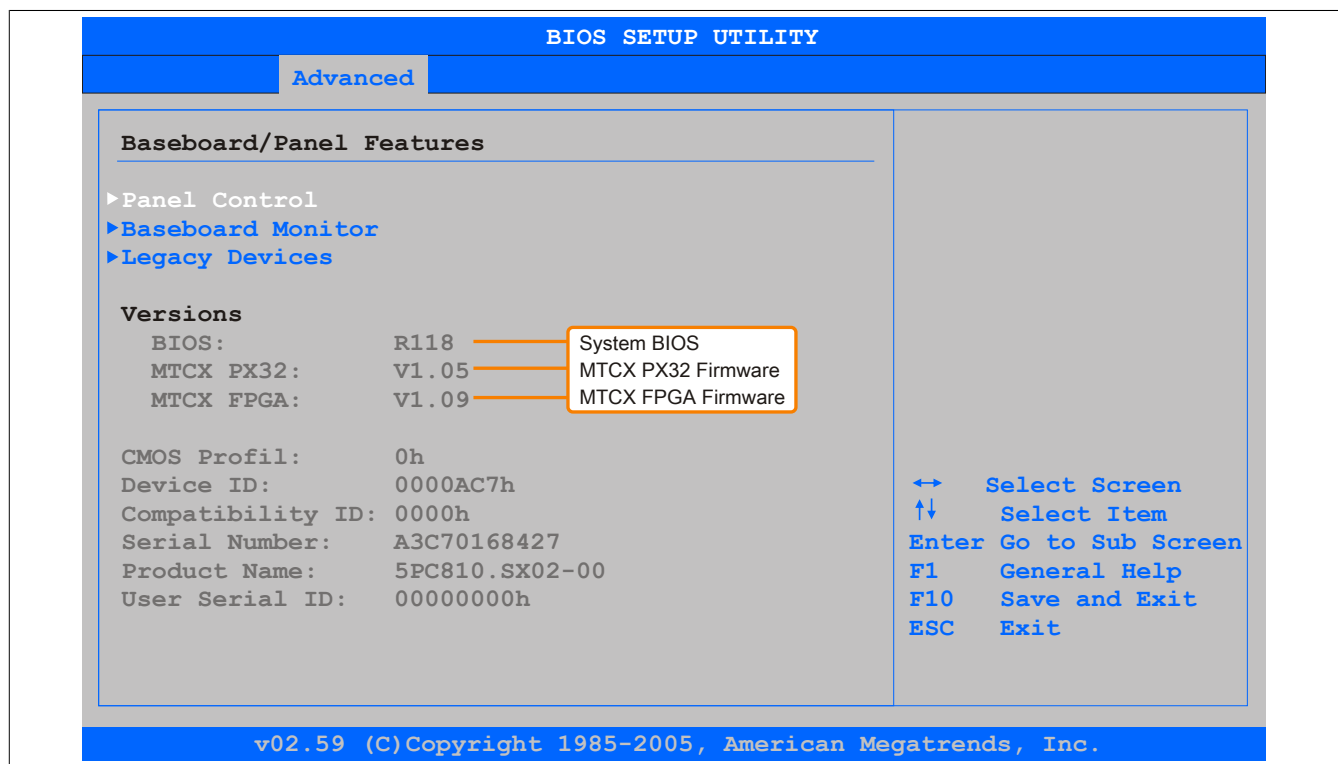 BIOS SETUP UTILITY
Advanced
Baseboard/Panel Features
▶Panel Control
▶Baseboard Monitor
▶Legacy Devices
Versions
BIOS: R118 System BIOS
MTCX PX32: V1.05 MTCX PX32 Firmware
MTCX FPGA: V1.09 MTCX FPGA Firmware
CMOS Profil: 0h
Device ID: 0000AC7h
Compatibility ID: 0000h
Serial Number: A3C70168427
Product Name: 5PC810.SX02-00
User Serial ID: 00000000h
↔ Select Screen
↑↓ Select Item
Enter Go to Sub Screen
F1 General Help
F10 Save and Exit
ESC Exit
v02.59 (C)Copyright 1985-2005, American Megatrends, Inc.